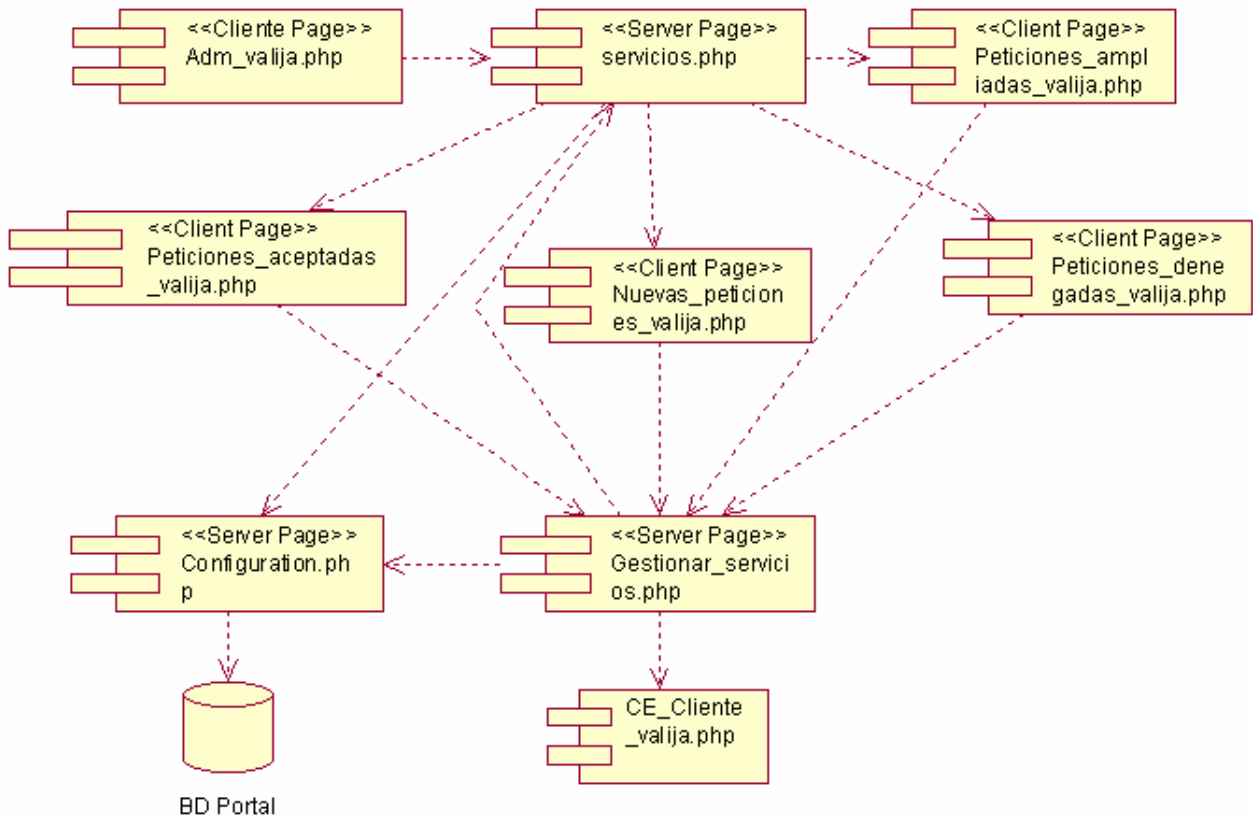 <<Cliente Page>>
Adm_valija.php
<<Server Page>>
servicios.php
<<Client Page>>
Peticiones_ampl
iadas_valija.php
<<Client Page>>
Peticiones_aceptadas
_valija.php
<<Client Page>>
Nuevas_peticion
es_valija.php
<<Client Page>>
Peticiones_dene
gadas_valija.php
<<Server Page>>
Configuration.ph
p
<<Server Page>>
Gestionar_servici
os.php
CE_Cliente
_valija.php
BD Portal